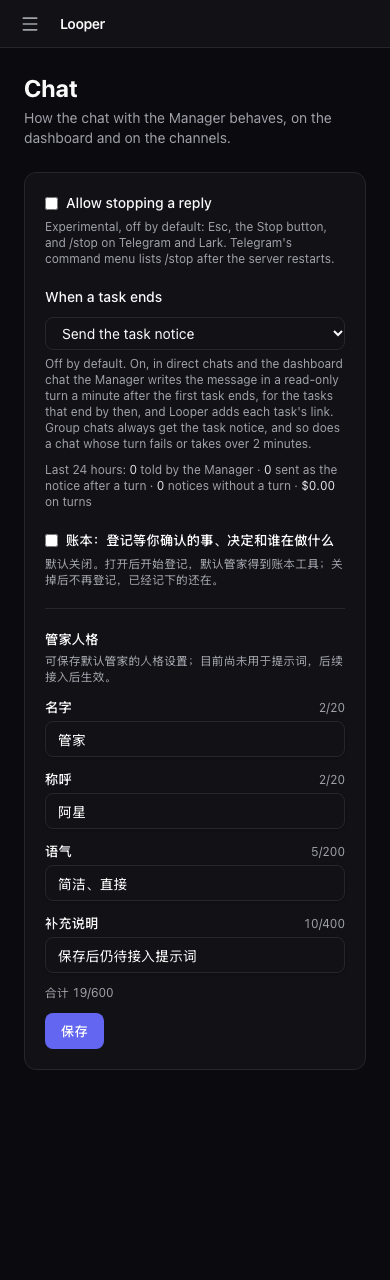 Looper
Chat
How the chat with the Manager behaves, on the
dashboard and on the channels.
Allow stopping a reply
Experimental, off by default: Esc, the Stop button,
and /stop on Telegram and Lark. Telegram's
command menu lists /stop after the server restarts.
When a task ends
Send the task notice
Off by default. On, in direct chats and the dashboard
chat the Manager writes the message in a read-only
turn a minute after the first task ends, for the tasks
that end by then, and Looper adds each task's link.
Group chats always get the task notice, and so does
a chat whose turn fails or takes over 2 minutes.
Last 24 hours: 0 told by the Manager · 0 sent as the
notice after a turn · 0 notices without a turn · $0.00
on turns
账本：登记等你确认的事、决定和谁在做什么
默认关闭。打开后开始登记，默认管家得到账本工具；关
掉后不再登记，已经记下的还在。
管家人格
可保存默认管家的人格设置；目前尚未用于提示词，后续
接入后生效。
名字 2/20
管家
称呼 2/20
阿星
语气 5/200
简洁、直接
补充说明 10/400
保存后仍待接入提示词
合计 19/600
保存